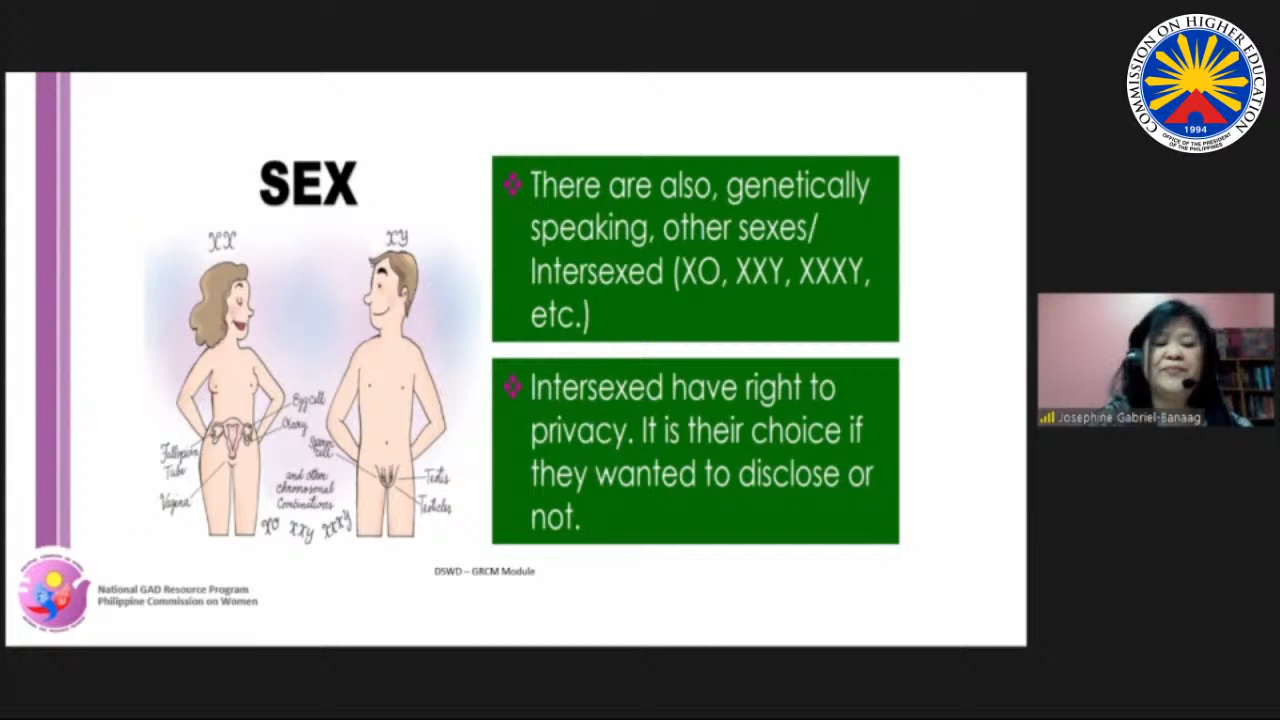 COMMISSION ON HIGHER EDUCATION
1994
OFFICE OF THE PRESIDENT
OF THE PHILIPPINES
SEX
XX
XY
Egg cell
Ovary
Sperm
cell
Fallopian
Tube
Vagina
and other
chromosomal
Combinations
XO XXy XXXY
Testis
Testicles
There are also, genetically
speaking, other sexes/
Intersexed (XO, XXY, XXXY,
etc.)
Intersexed have right to
privacy. It is their choice if
they wanted to disclose or
not.
DSWD – GRCM Module
National GAD Resource Program
Philippine Commission on Women
Josephine Gabriel-Banaag